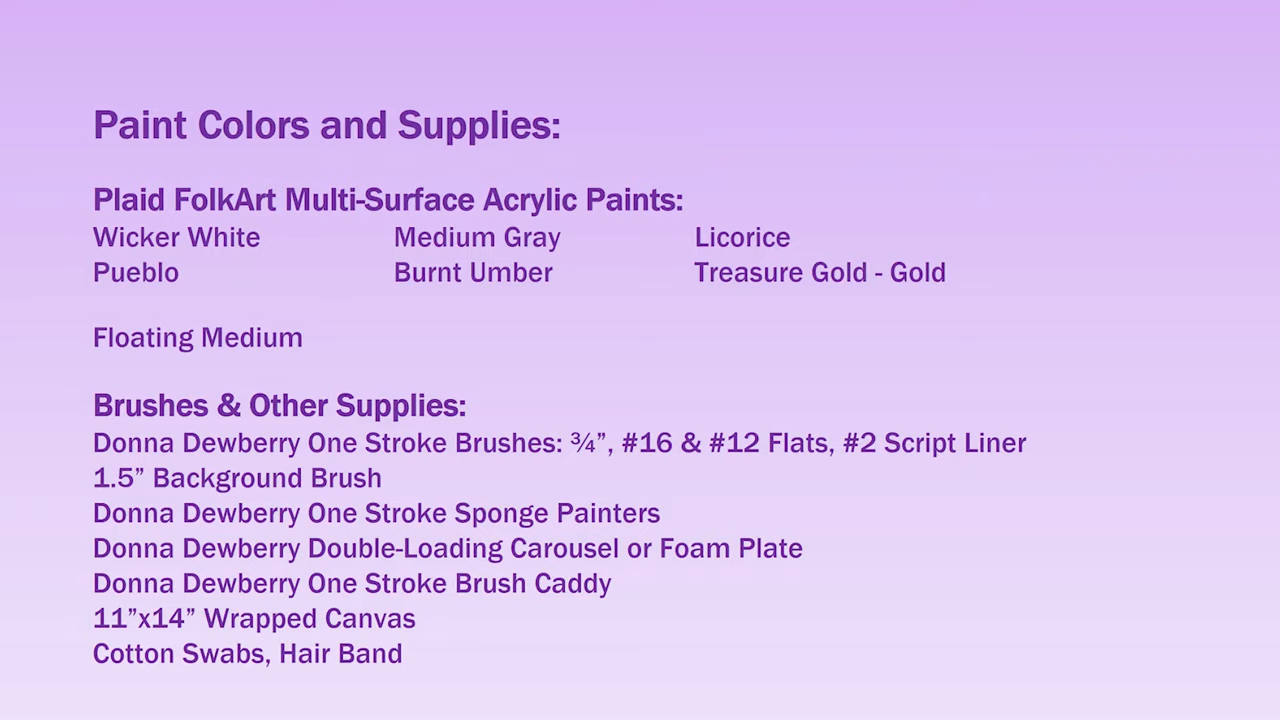 Paint Colors and Supplies:
Plaid FolkArt Multi-Surface Acrylic Paints:
Wicker White Medium Gray Licorice
Pueblo Burnt Umber Treasure Gold - Gold
Floating Medium
Brushes & Other Supplies:
Donna Dewberry One Stroke Brushes: ¾”, #16 & #12 Flats, #2 Script Liner
1.5” Background Brush
Donna Dewberry One Stroke Sponge Painters
Donna Dewberry Double-Loading Carousel or Foam Plate
Donna Dewberry One Stroke Brush Caddy
11”x14” Wrapped Canvas
Cotton Swabs, Hair Band